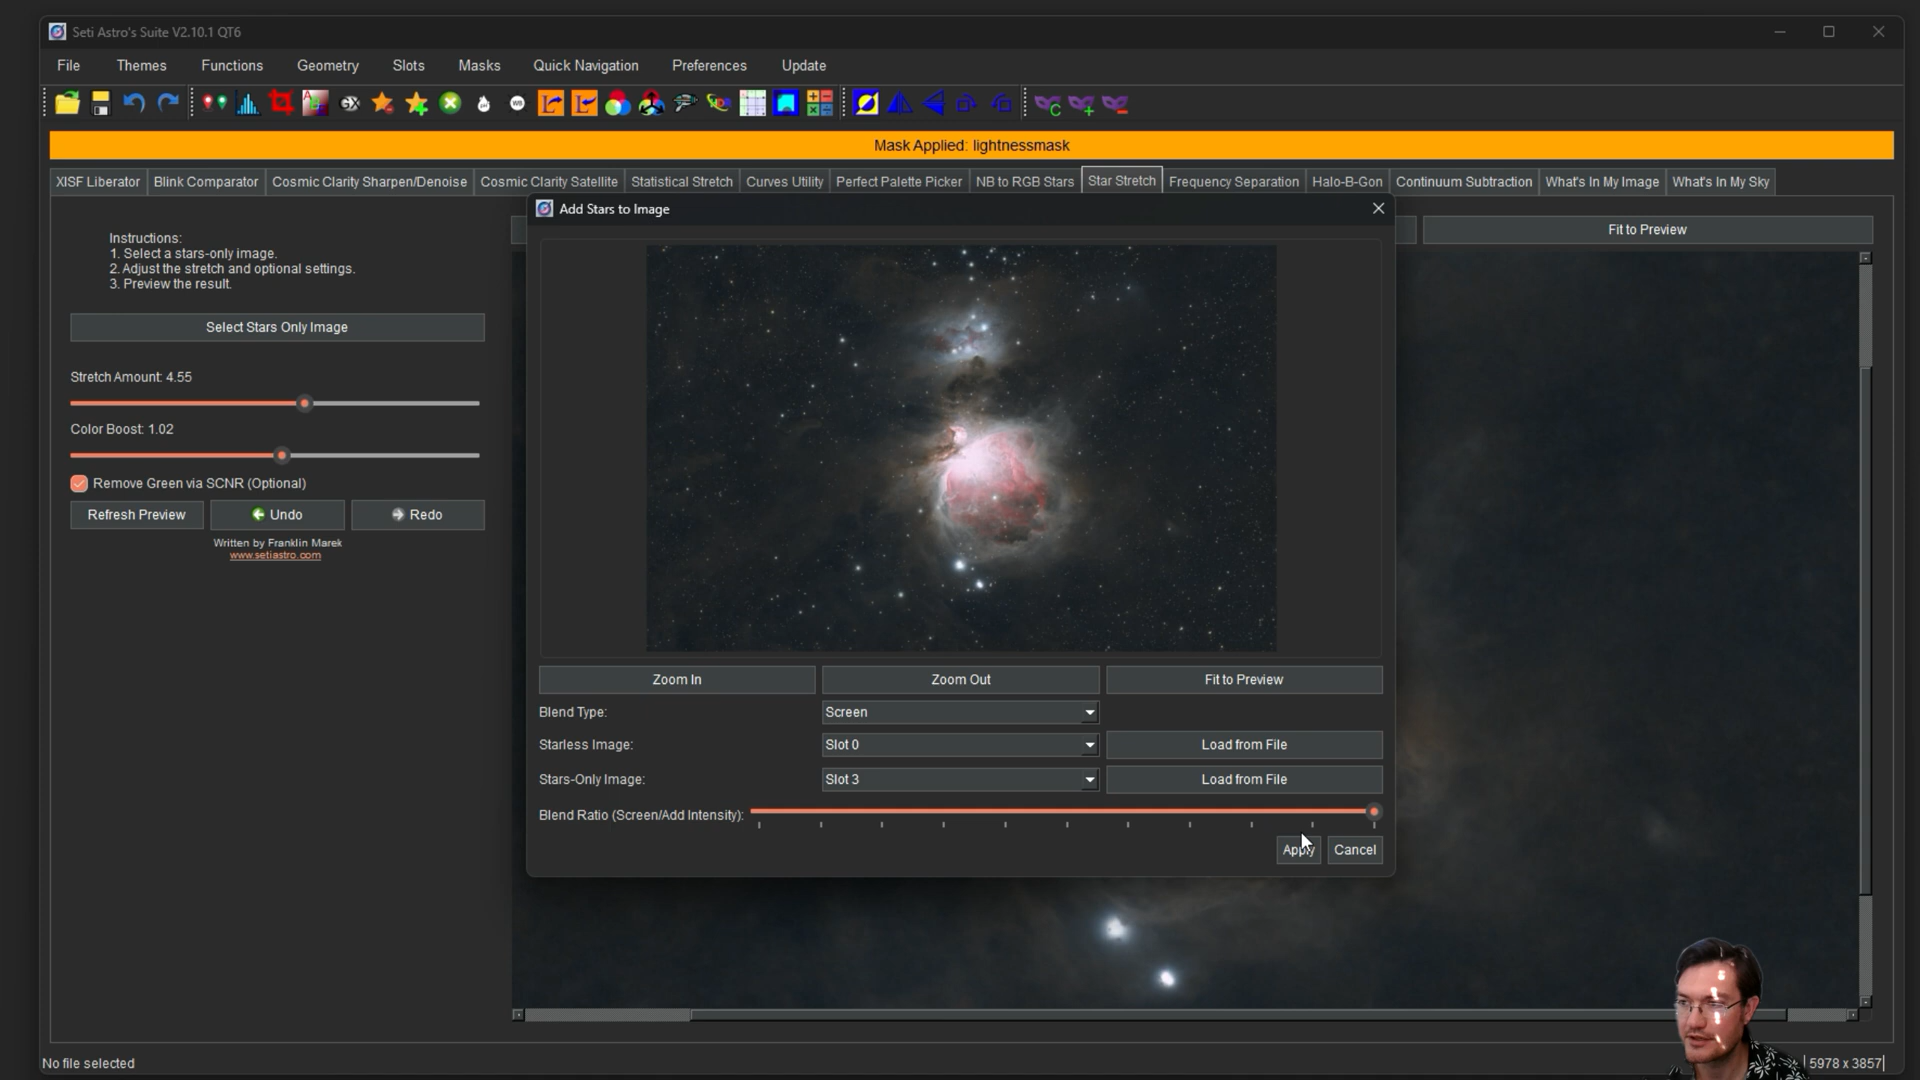 Seti Astro's Suite V2.10.1 QT6
File Themes Functions Geometry Slots Masks Quick Navigation Preferences Update
Mask Applied: lightnessmask
XISF Liberator Blink Comparator Cosmic Clarity Sharpen/Denoise Cosmic Clarity Satellite Statistical Stretch Curves Utility Perfect Palette Picker NB to RGB Stars Star Stretch Frequency Separation Halo-B-Gon Continuum Subtraction What's In My Image What's In My Sky
Add Stars to Image
Fit to Preview
Instructions:
1. Select a stars-only image.
2. Adjust the stretch and optional settings.
3. Preview the result.
Select Stars Only Image
Stretch Amount: 4.55
Color Boost: 1.02
Remove Green via SCNR (Optional)
Refresh Preview Undo Redo
Written by Franklin Marek
www.setiastro.com
Zoom In Zoom Out Fit to Preview
Blend Type: Screen
Starless Image: Slot 0 Load from File
Stars-Only Image: Slot 3 Load from File
Blend Ratio (Screen/Add Intensity):
Apply Cancel
No file selected
5978 x 3857